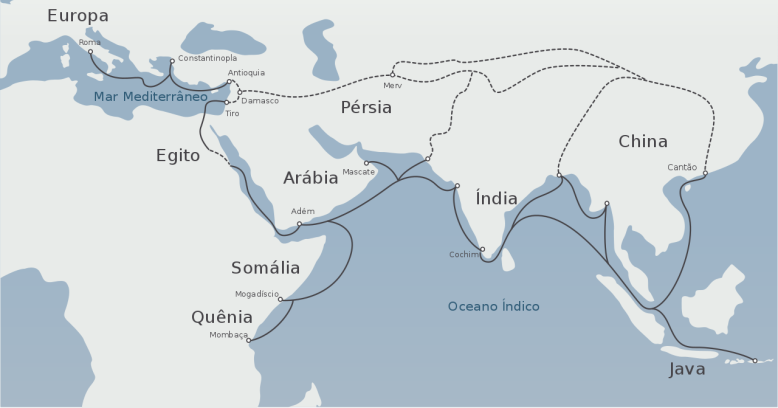 Europa
Roma
Constantinopla
Antioquia
Mar Mediterrâneo
Damasco
Merv
Tiro
Pérsia
China
Egito
Mascate
Cantão
Arábia
Índia
Adém
Cochim
Somália
Mogadíscio
Oceano Índico
Quênia
Mombaça
Java